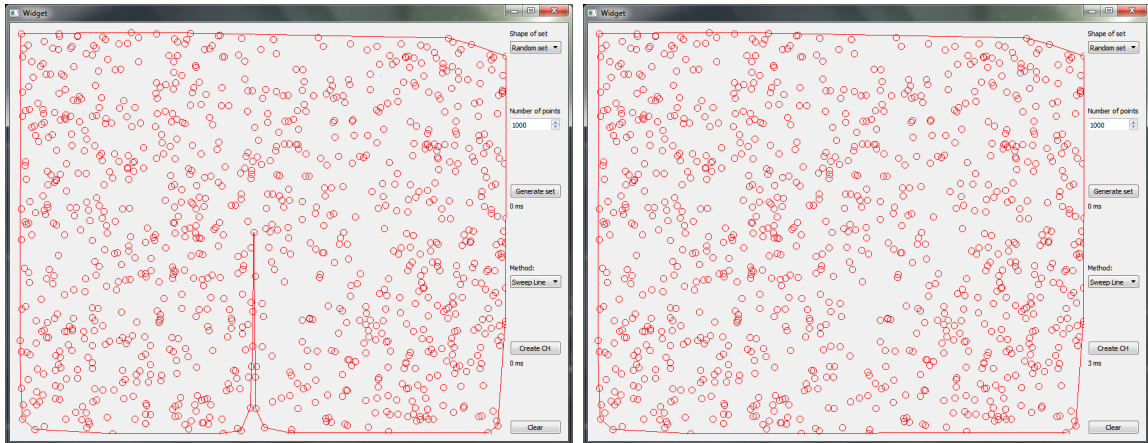 Widget
Shape of set
Random set
Number of points
1000
Generate set
0 ms
Method:
Sweep Line
Create CH
0 ms
Clear
Widget
Shape of set
Random set
Number of points
1000
Generate set
0 ms
Method:
Sweep Line
Create CH
3 ms
Clear